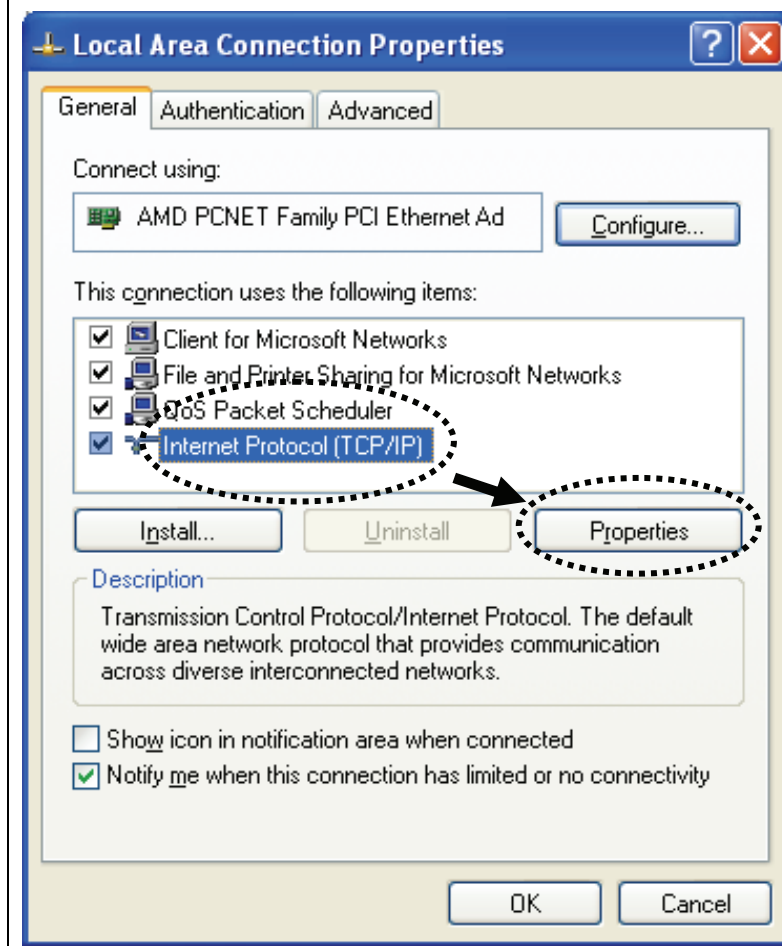 Local Area Connection Properties
General Authentication Advanced
Connect using:
AMD PCNET Family PCI Ethernet Ad
Configure...
This connection uses the following items:
Client for Microsoft Networks
File and Printer Sharing for Microsoft Networks
QoS Packet Scheduler
Internet Protocol (TCP/IP)
Install... Uninstall Properties
Description
Transmission Control Protocol/Internet Protocol. The default
wide area network protocol that provides communication
across diverse interconnected networks.
Show icon in notification area when connected
Notify me when this connection has limited or no connectivity
OK Cancel